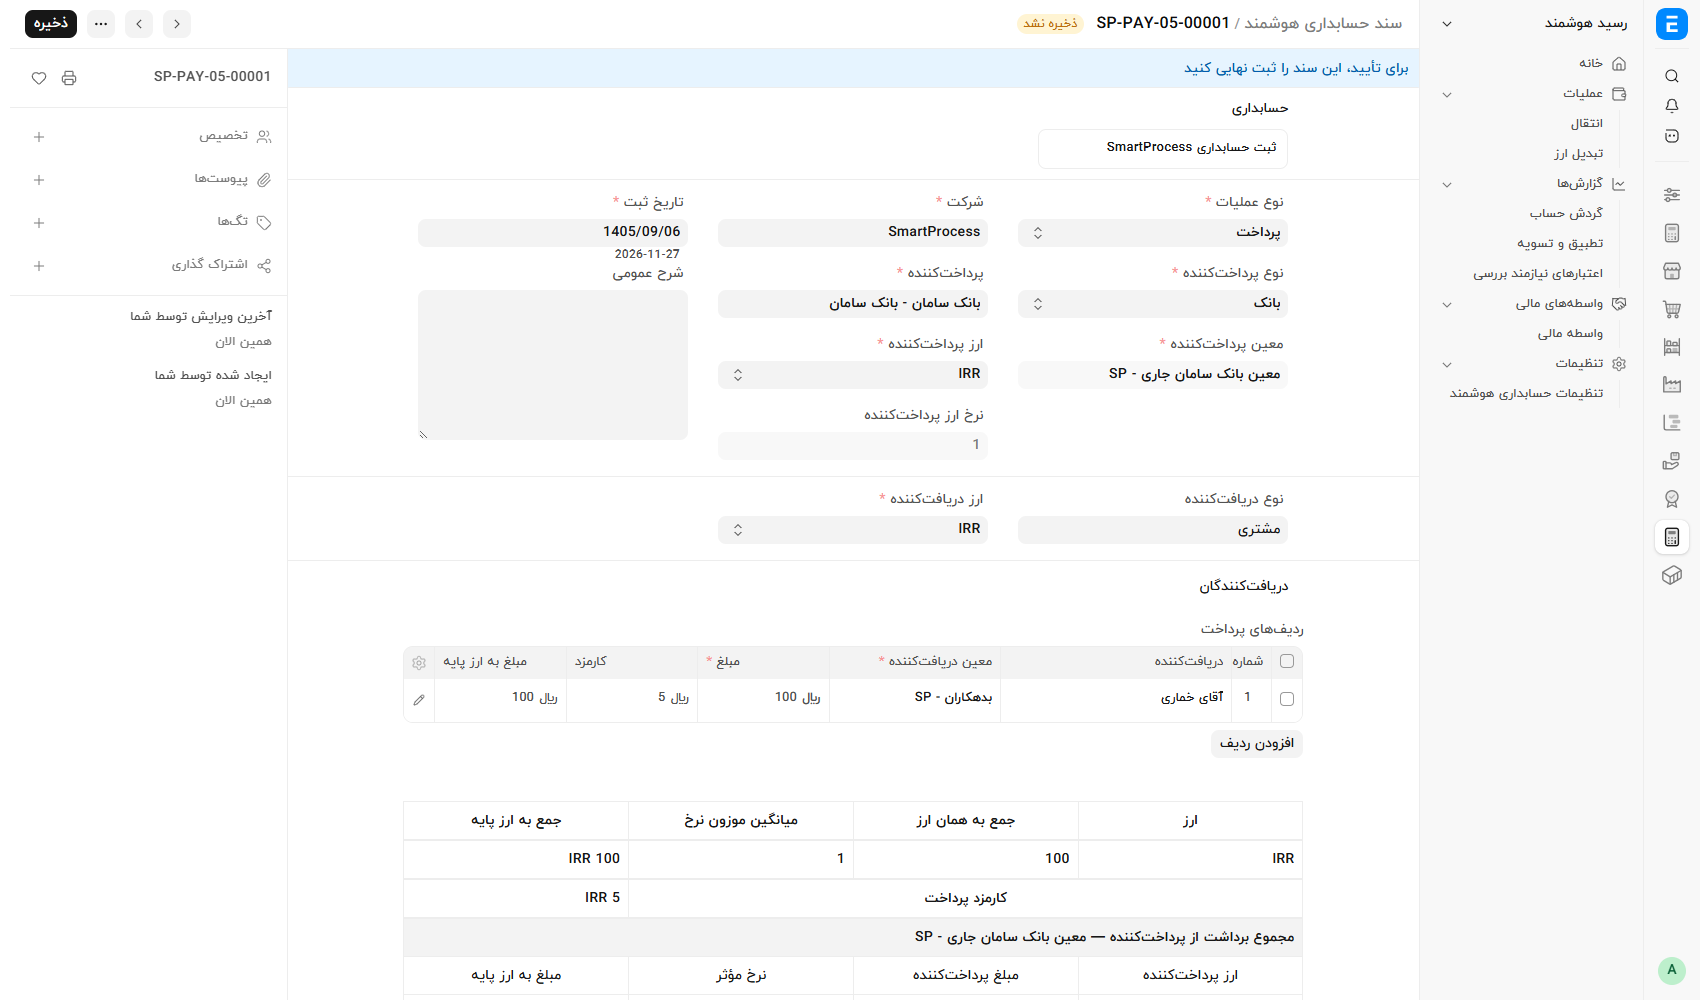 رسید هوشمند
خانه
عملیات
انتقال
تبدیل ارز
گزارش‌ها
گردش حساب
تطبیق و تسویه
اعتبارهای نیازمند بررسی
واسطه‌های مالی
واسطه مالی
تنظیمات
تنظیمات حسابداری هوشمند
E
A
سند حسابداری هوشمند / SP-PAY-05-00001 ذخیره نشد
ذخیره
برای تأیید، این سند را ثبت نهایی کنید
حسابداری
ثبت حسابداری SmartProcess
نوع عملیات *
پرداخت
شرکت *
SmartProcess
تاریخ ثبت *
1405/09/06
2026-11-27
نوع پرداخت‌کننده *
بانک
پرداخت‌کننده *
بانک سامان - بانک سامان
شرح عمومی
معین پرداخت‌کننده *
معین بانک سامان جاری - SP
ارز پرداخت‌کننده *
IRR
نرخ ارز پرداخت‌کننده
1
نوع دریافت‌کننده
مشتری
ارز دریافت‌کننده *
IRR
دریافت‌کنندگان
ردیف‌های پرداخت
شماره دریافت‌کننده معین دریافت‌کننده * مبلغ * کارمزد مبلغ به ارز پایه
1 آقای خماری بدهکاران - SP ریال 100 ریال 5 ریال 100
افزودن ردیف
ارز جمع به همان ارز میانگین موزون نرخ جمع به ارز پایه
IRR 100 1 IRR 100
کارمزد پرداخت IRR 5
مجموع برداشت از پرداخت‌کننده — معین بانک سامان جاری - SP
ارز پرداخت‌کننده مبلغ پرداخت‌کننده نرخ مؤثر مبلغ به ارز پایه
SP-PAY-05-00001
تخصیص
پیوست‌ها
تگ‌ها
اشتراک گذاری
آخرین ویرایش توسط شما
همین الان
ایجاد شده توسط شما
همین الان